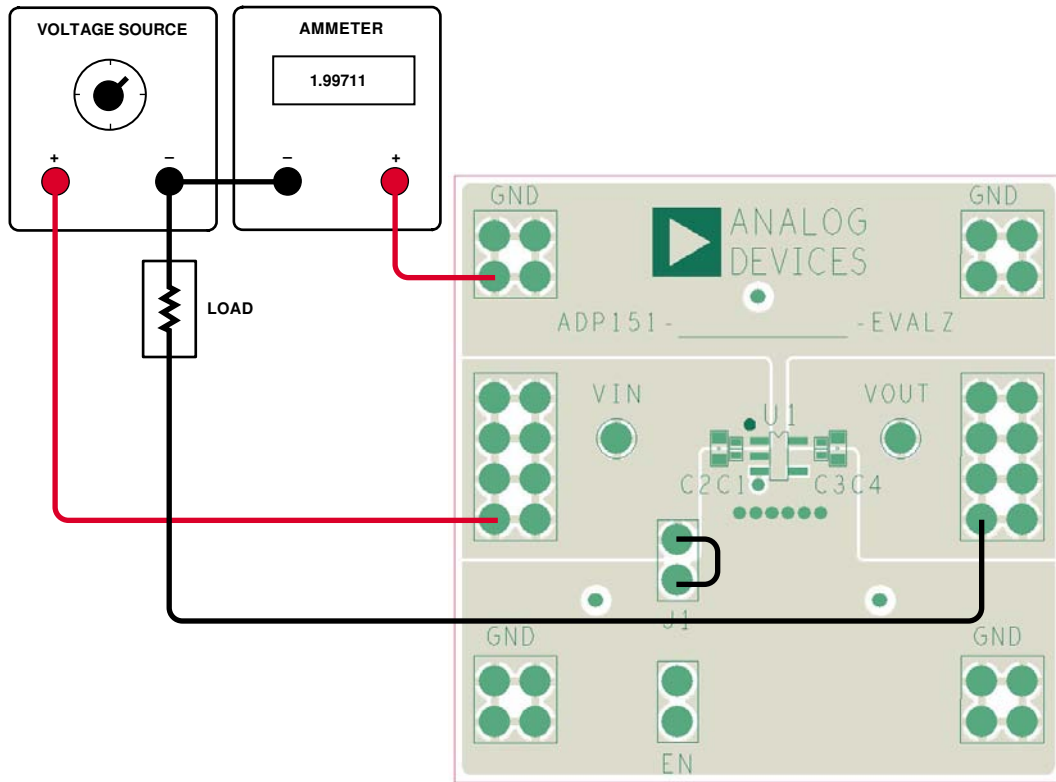 VOLTAGE SOURCE
AMMETER
1.99711
+
–
–
+
LOAD
GND
GND
ANALOG
DEVICES
ADP151-__________-EVALZ
VIN
VOUT
U1
C2C1
C3C4
J1
GND
GND
EN